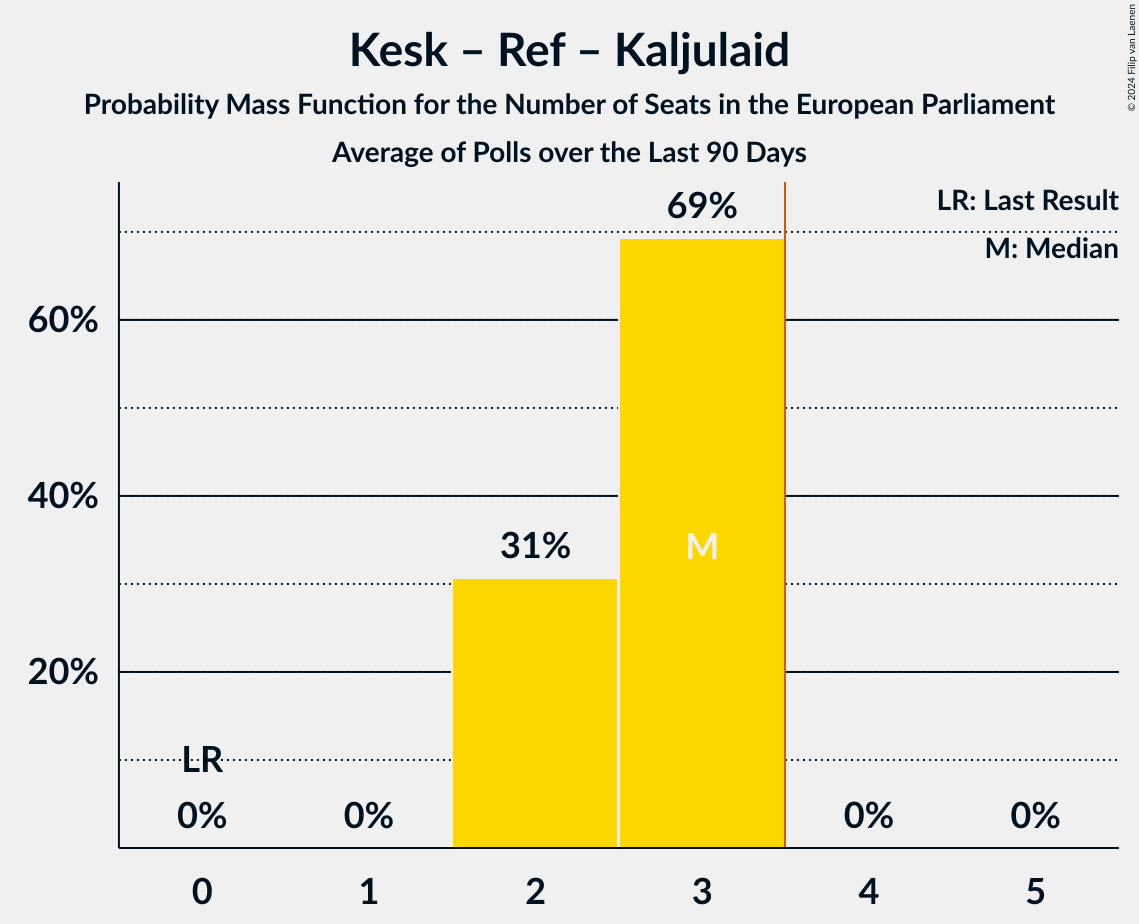 Kesk – Ref – Kaljulaid
Probability Mass Function for the Number of Seats in the European Parliament
Average of Polls over the Last 90 Days
© 2024 Filip van Laenen
LR: Last Result
M: Median
69%
60%
40%
31%
M
20%
LR
0%
0%
0%
0%
0
1
2
3
4
5